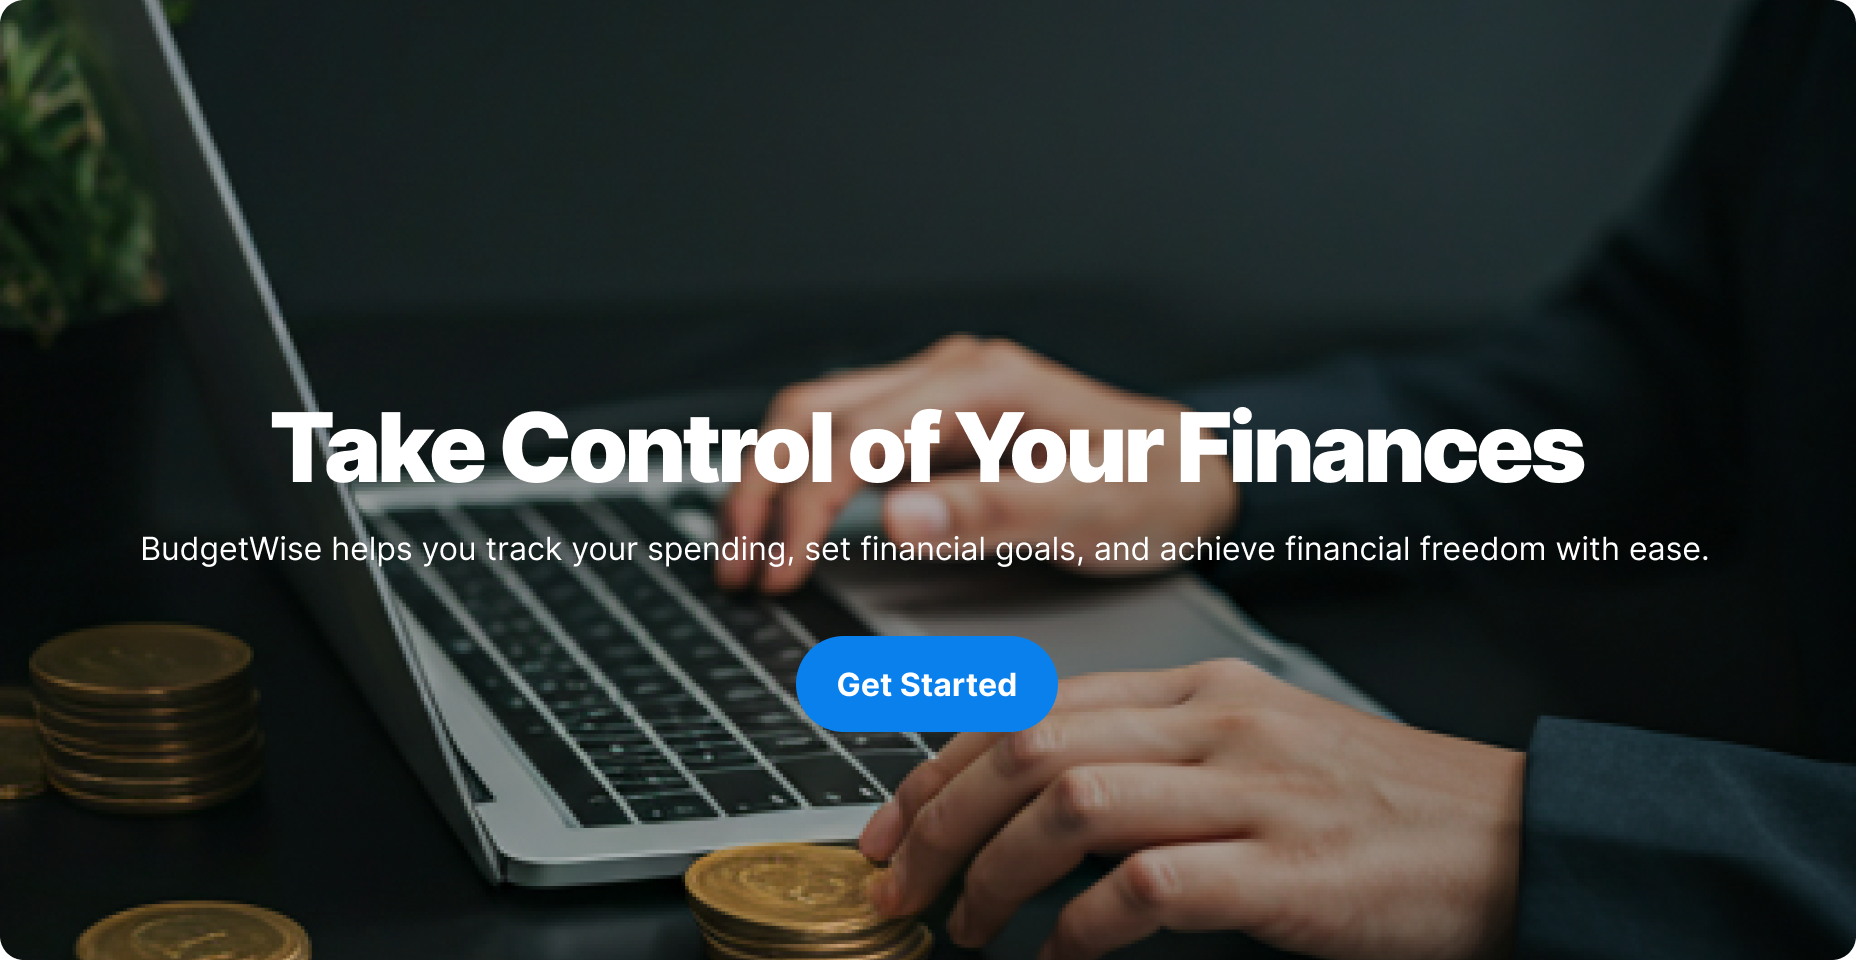 Take Control of Your Finances
BudgetWise helps you track your spending, set financial goals, and achieve financial freedom with ease.
Get Started